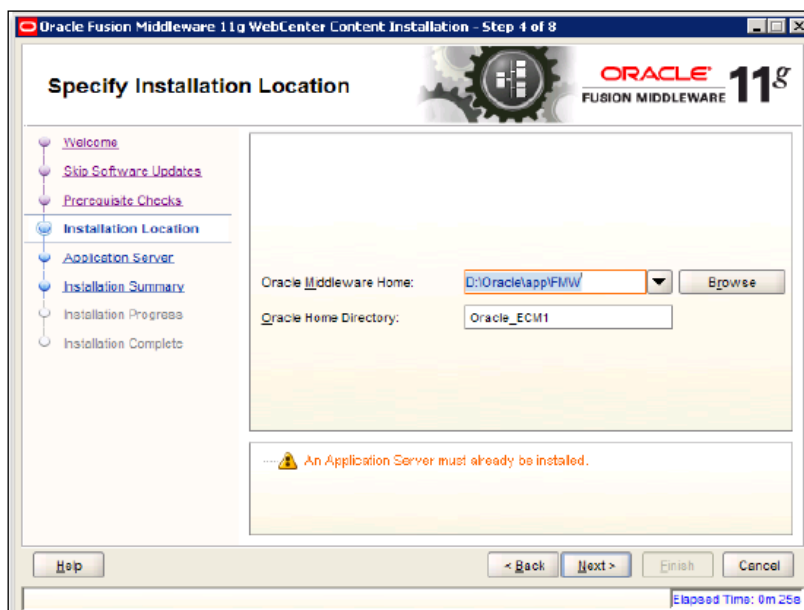 Oracle Fusion Middleware 11g WebCenter Content Installation - Step 4 of 8
Specify Installation Location
ORACLE
FUSION MIDDLEWARE 11g
Welcome
Skip Software Updates
Prerequisite Checks
Installation Location
Application Server
Installation Summary
Installation Progress
Installation Complete
Oracle Middleware Home: D:\Oracle\app\FMW Browse
Oracle Home Directory: Oracle_ECM1
An Application Server must already be installed.
Help < Back Next > Finish Cancel
Elapsed Time: 0m 25s